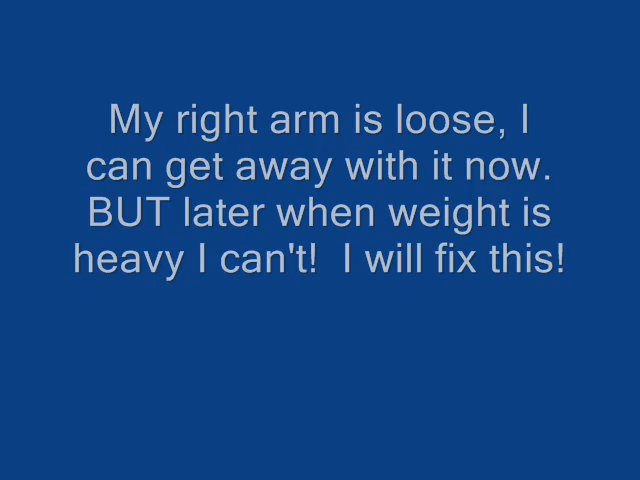 My right arm is loose, I
can get away with it now.
BUT later when weight is
heavy I can't!  I will fix this!